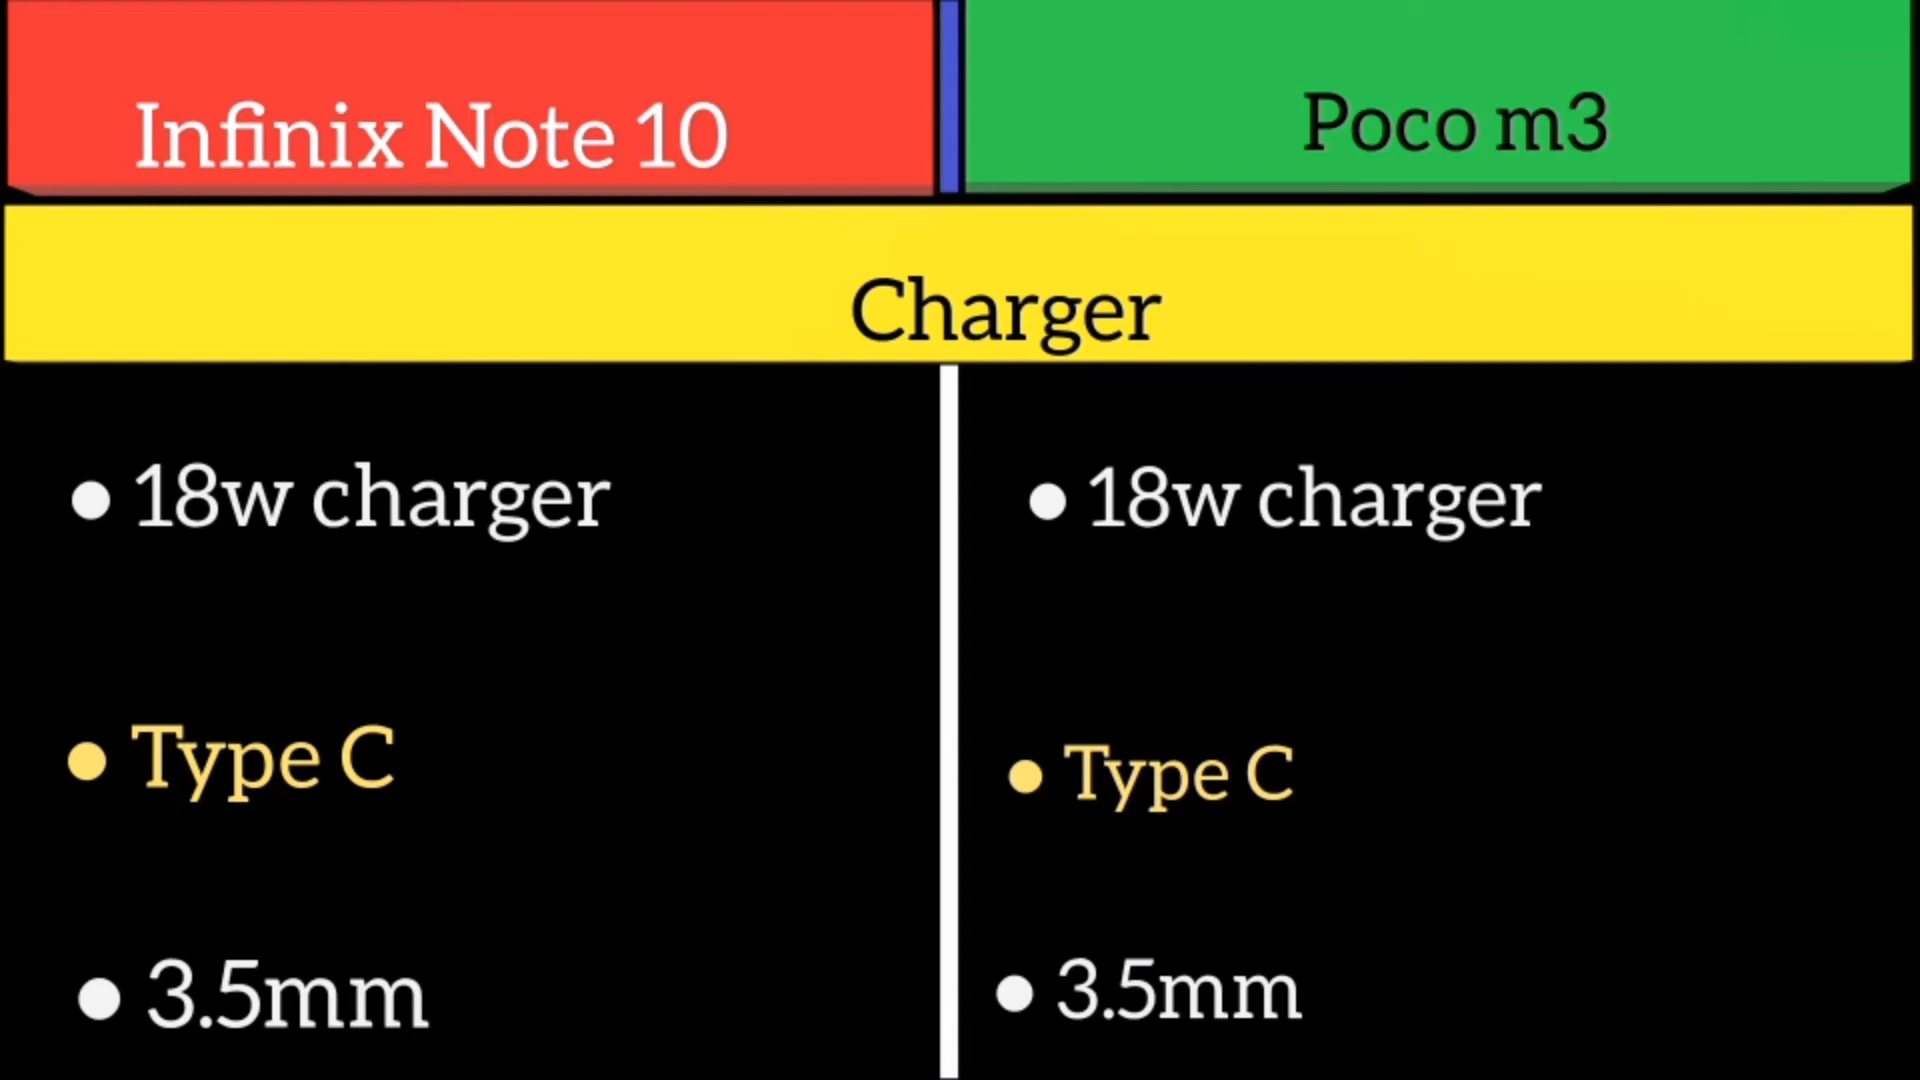 Infinix Note 10
Poco m3
Charger
18w charger
18w charger
Type C
Type C
3.5mm
3.5mm